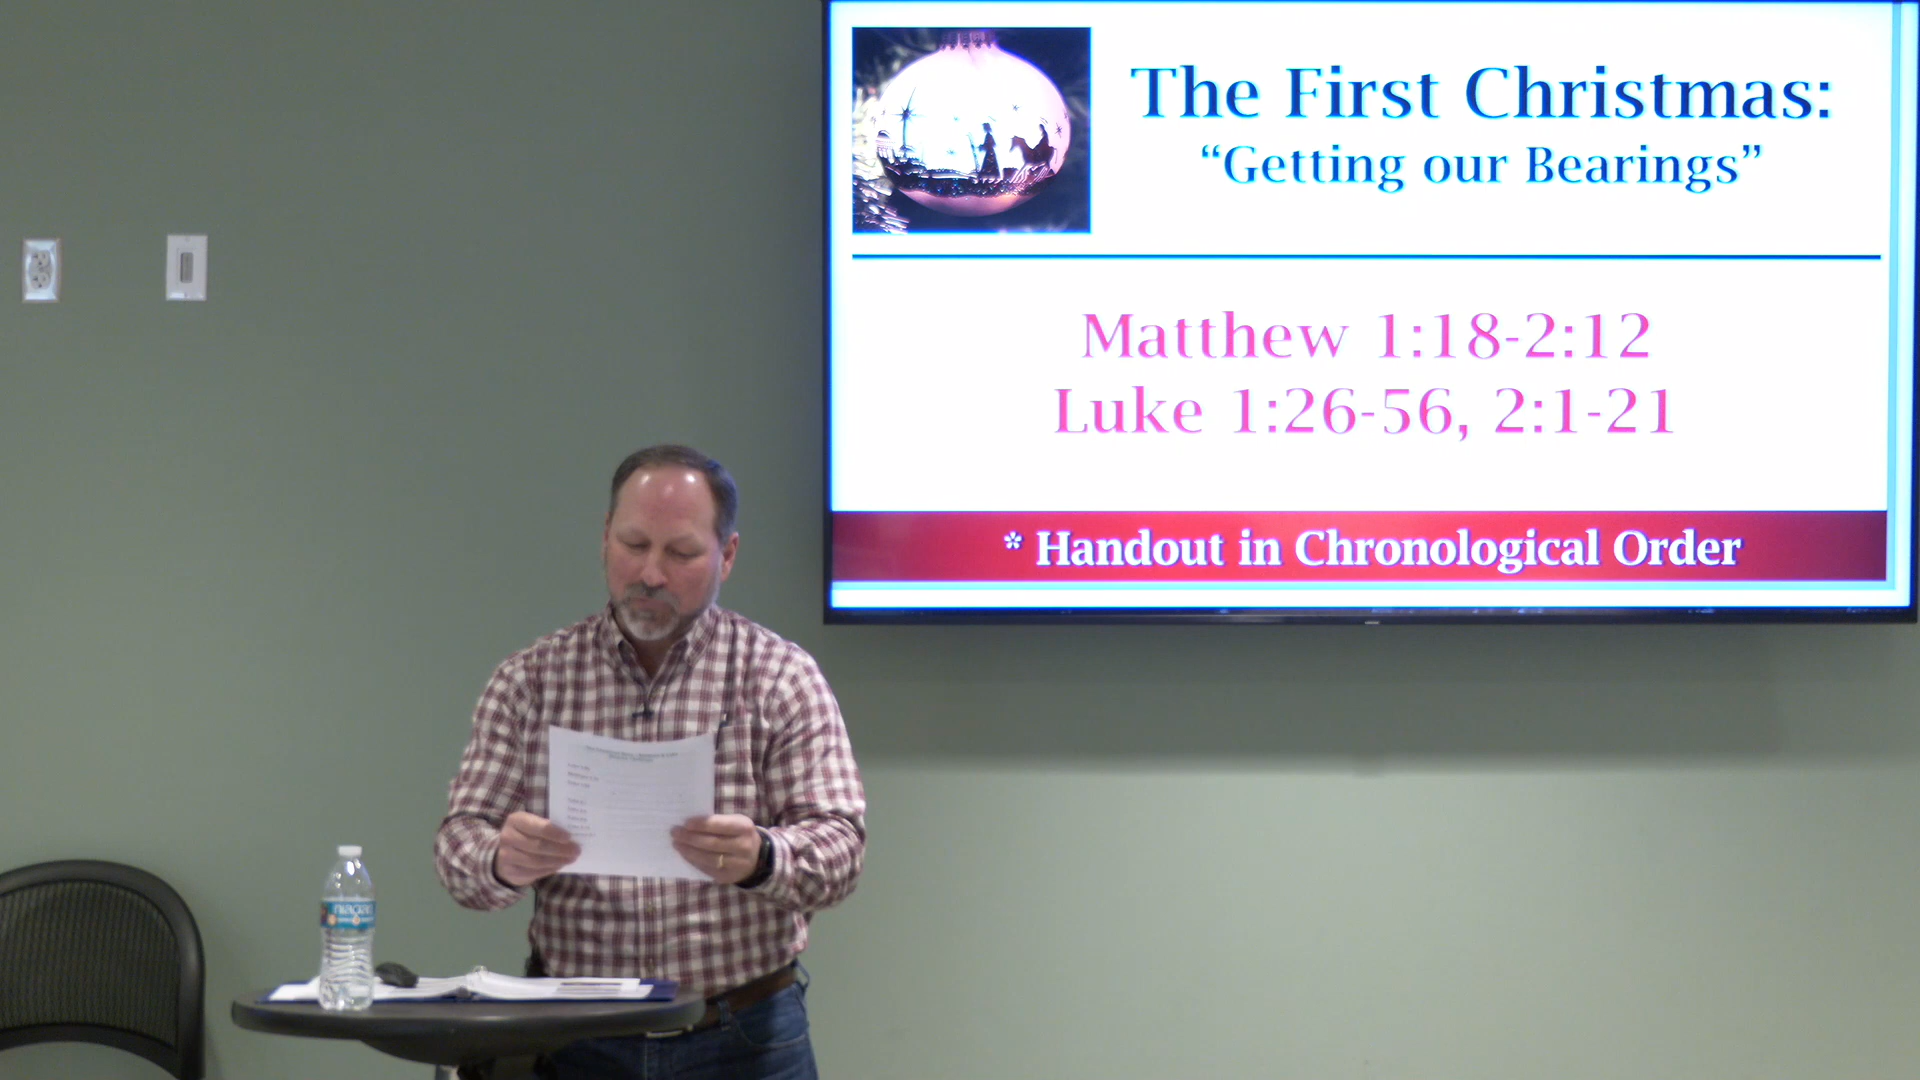 The First Christmas:
“Getting our Bearings”
Matthew 1:18-2:12
Luke 1:26-56, 2:1-21
* Handout in Chronological Order
NIAGARA